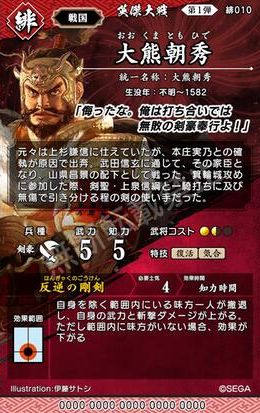 緋
戦国
英傑大戦
第1弾
緋010
おお くま とも ひで
大熊朝秀
統一名称：大熊朝秀
生没年：不明～1582
「侮ったな。俺は打ち合いでは
無敵の剣豪奉行よ！」
元々は上杉謙信に仕えていたが、本庄実乃との確
執が原因で出奔。武田信玄に通じて、その家臣と
なり、山県昌景の配下として戦った。箕輪城攻
めに参加した際、剣聖・上泉信綱と一騎打ちに及び
無傷で引き分ける程の剣の使い手だった。
兵種 武力 知力 武将コスト
剣豪 5 5 特技 復活 気合
はんぎゃくのごうけん
反逆の剛剣
必要士気 4
効果時間 知力時間
効果範囲
自身を除く範囲内にいる味方一人が撤退
し、自身の武力と斬撃ダメージが上がる。
ただし範囲内に味方がいない場合、効果が
下がる
Illustration:伊藤サトシ
©SEGA
0000-0000-0000-0000-0000